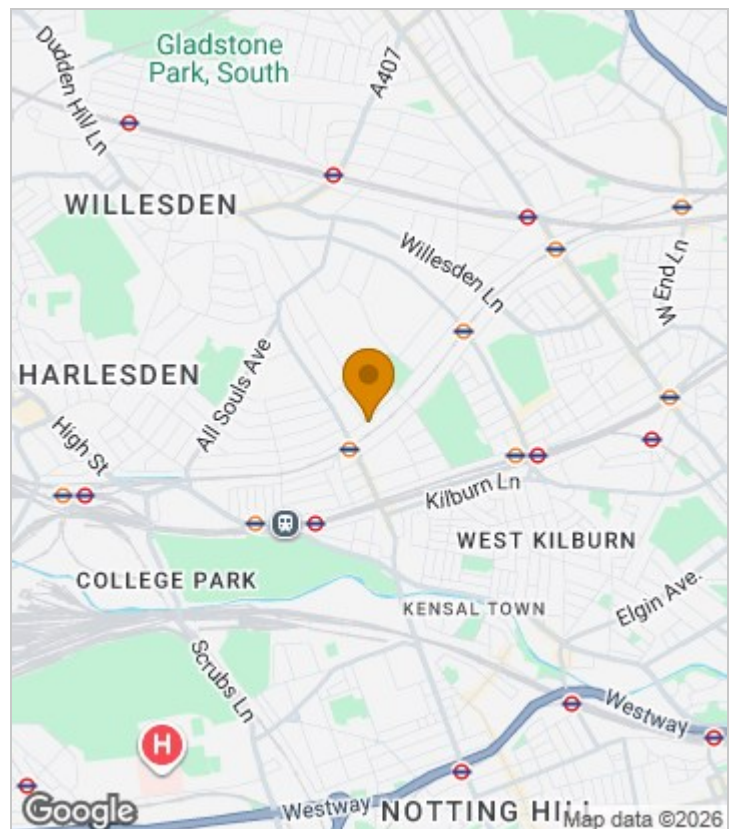 Gladstone
Park, South
Dudden Hill Ln
A407
WILLESDEN
Willesden Ln
W End Ln
HARLESDEN
All Souls Ave
High St
Kilburn Ln
WEST KILBURN
COLLEGE PARK
KENSAL TOWN
Elgin Ave.
Scrubs Ln
Westway
H
Westway
NOTTING HILL
Google
Map data ©2026